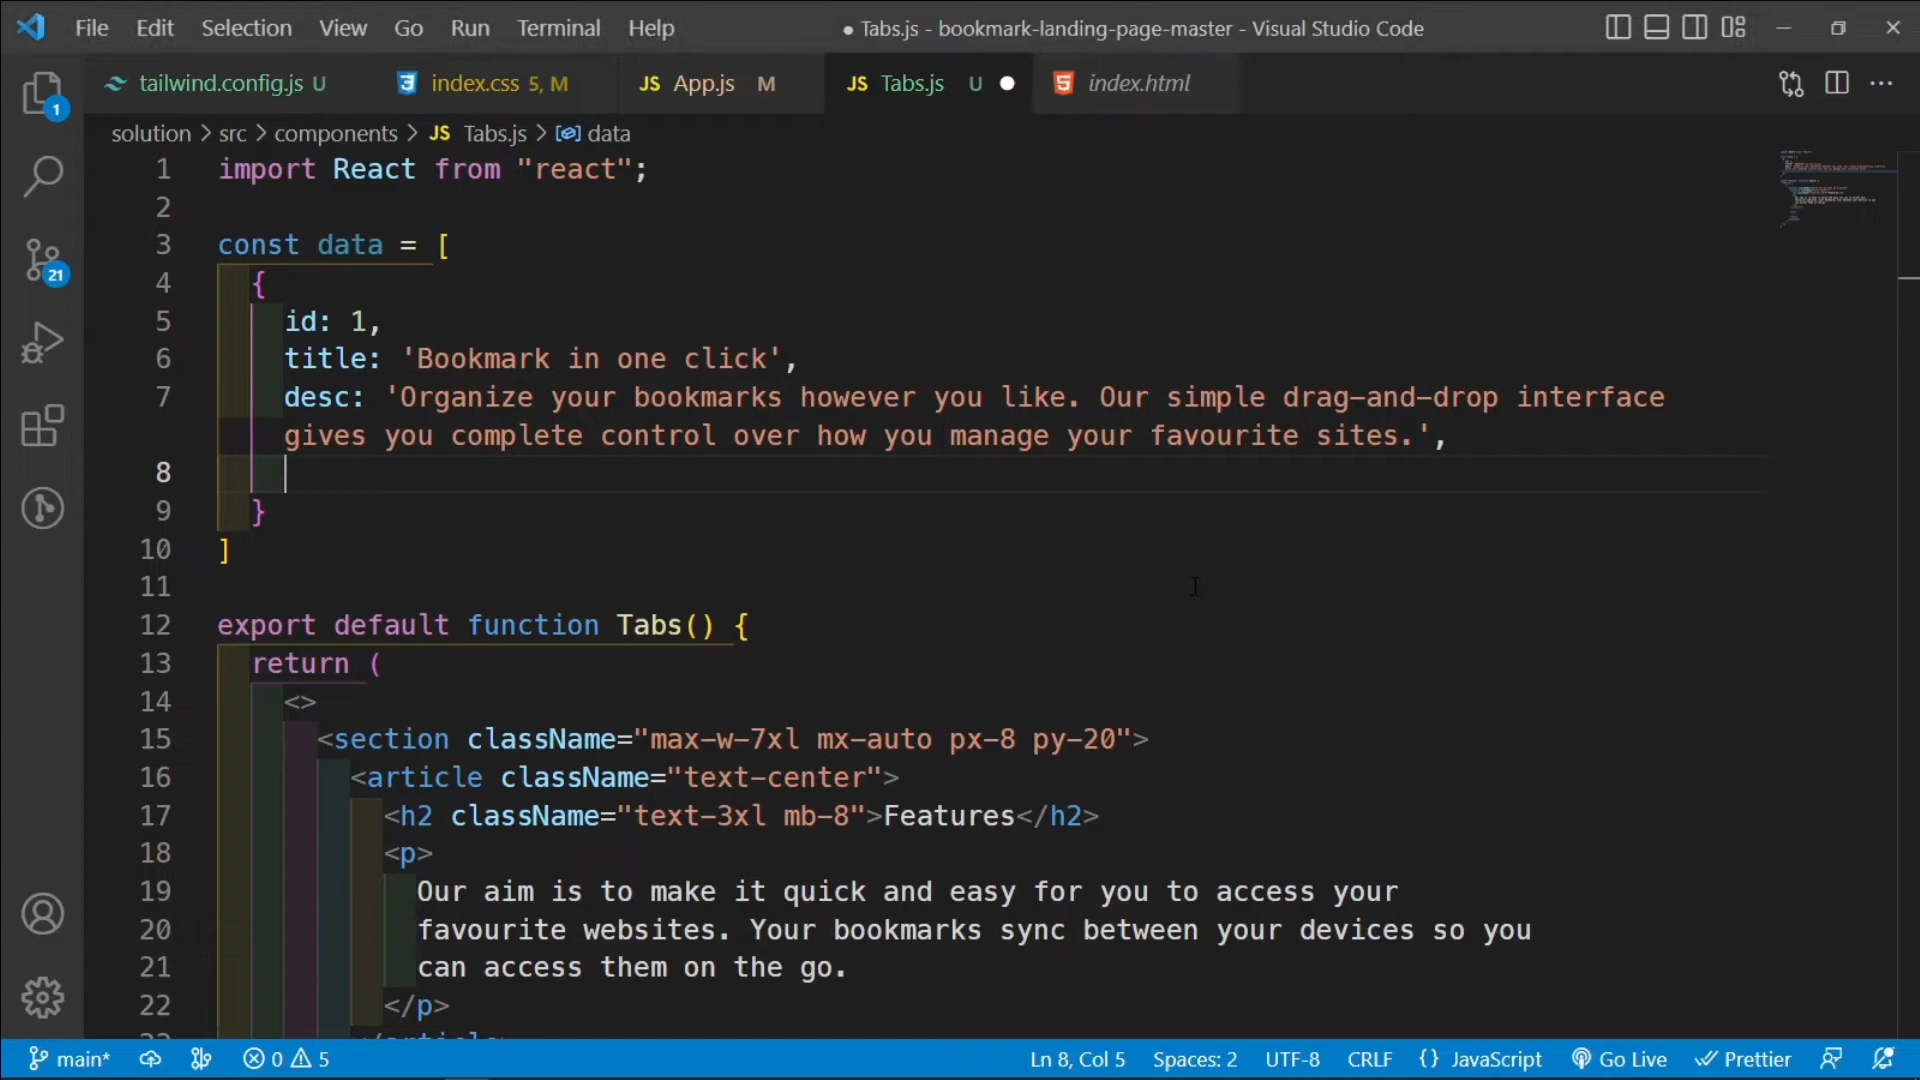 File Edit Selection View Go Run Terminal Help ● Tabs.js - bookmark-landing-page-master - Visual Studio Code
tailwind.config.js U index.css 5, M JS App.js M JS Tabs.js U index.html
solution > src > components > JS Tabs.js > data
1 import React from "react";
2
3 const data = [
4 {
5 id: 1,
6 title: 'Bookmark in one click',
7 desc: 'Organize your bookmarks however you like. Our simple drag-and-drop interface
gives you complete control over how you manage your favourite sites.',
8
9 }
10 ]
11
12 export default function Tabs() {
13 return (
14 <>
15 <section className="max-w-7xl mx-auto px-8 py-20">
16 <article className="text-center">
17 <h2 className="text-3xl mb-8">Features</h2>
18 <p>
19 Our aim is to make it quick and easy for you to access your
20 favourite websites. Your bookmarks sync between your devices so you
21 can access them on the go.
22 </p>
23 </article>
1
21
main* 0 5 Ln 8, Col 5 Spaces: 2 UTF-8 CRLF {} JavaScript Go Live Prettier